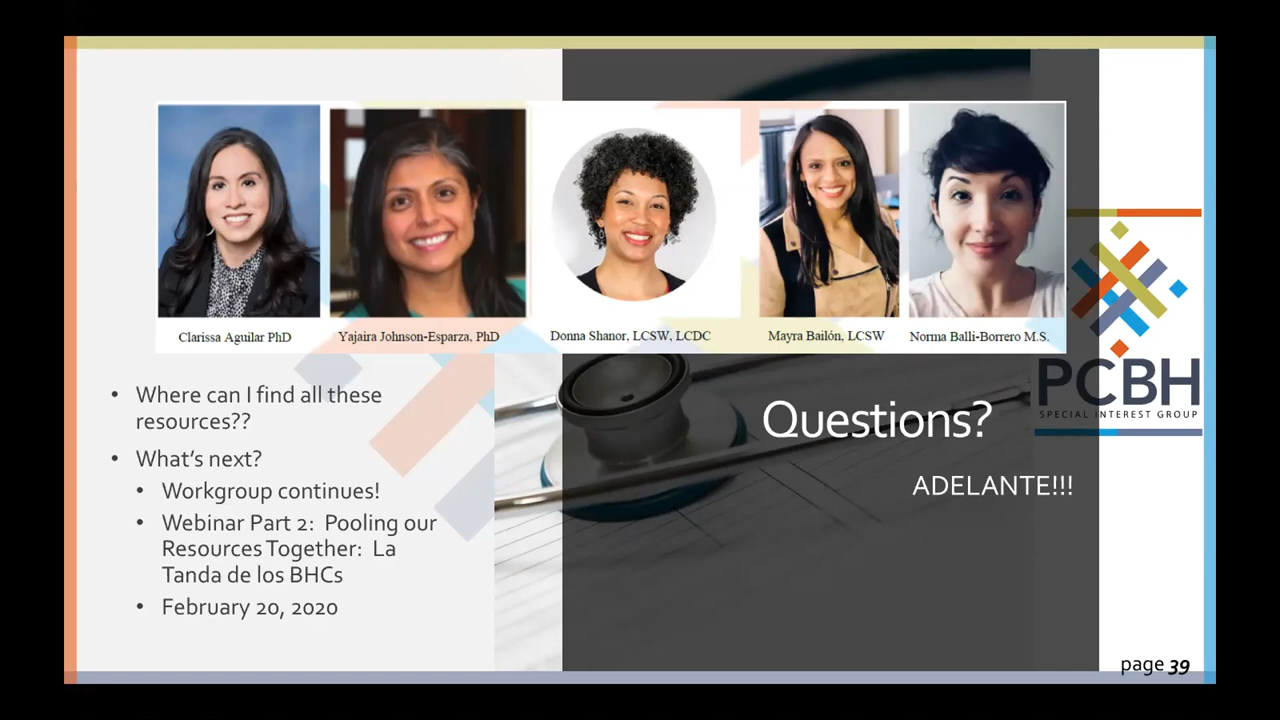 Clarissa Aguilar PhD
Yajaira Johnson-Esparza, PhD
Donna Shanor, LCSW, LCDC
Mayra Bailón, LCSW
Norma Balli-Borrero M.S.
• Where can I find all these
resources??
• What's next?
• Workgroup continues!
• Webinar Part 2: Pooling our
Resources Together: La
Tanda de los BHCs
• February 20, 2020
Questions?
ADELANTE!!!
PCBH
SPECIAL INTEREST GROUP
page 39